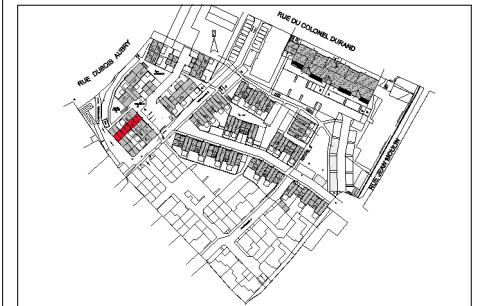 RUE DU COLONEL DURAND
RUE DUBOIS AUBRY
N
RUE JEAN MOULIN